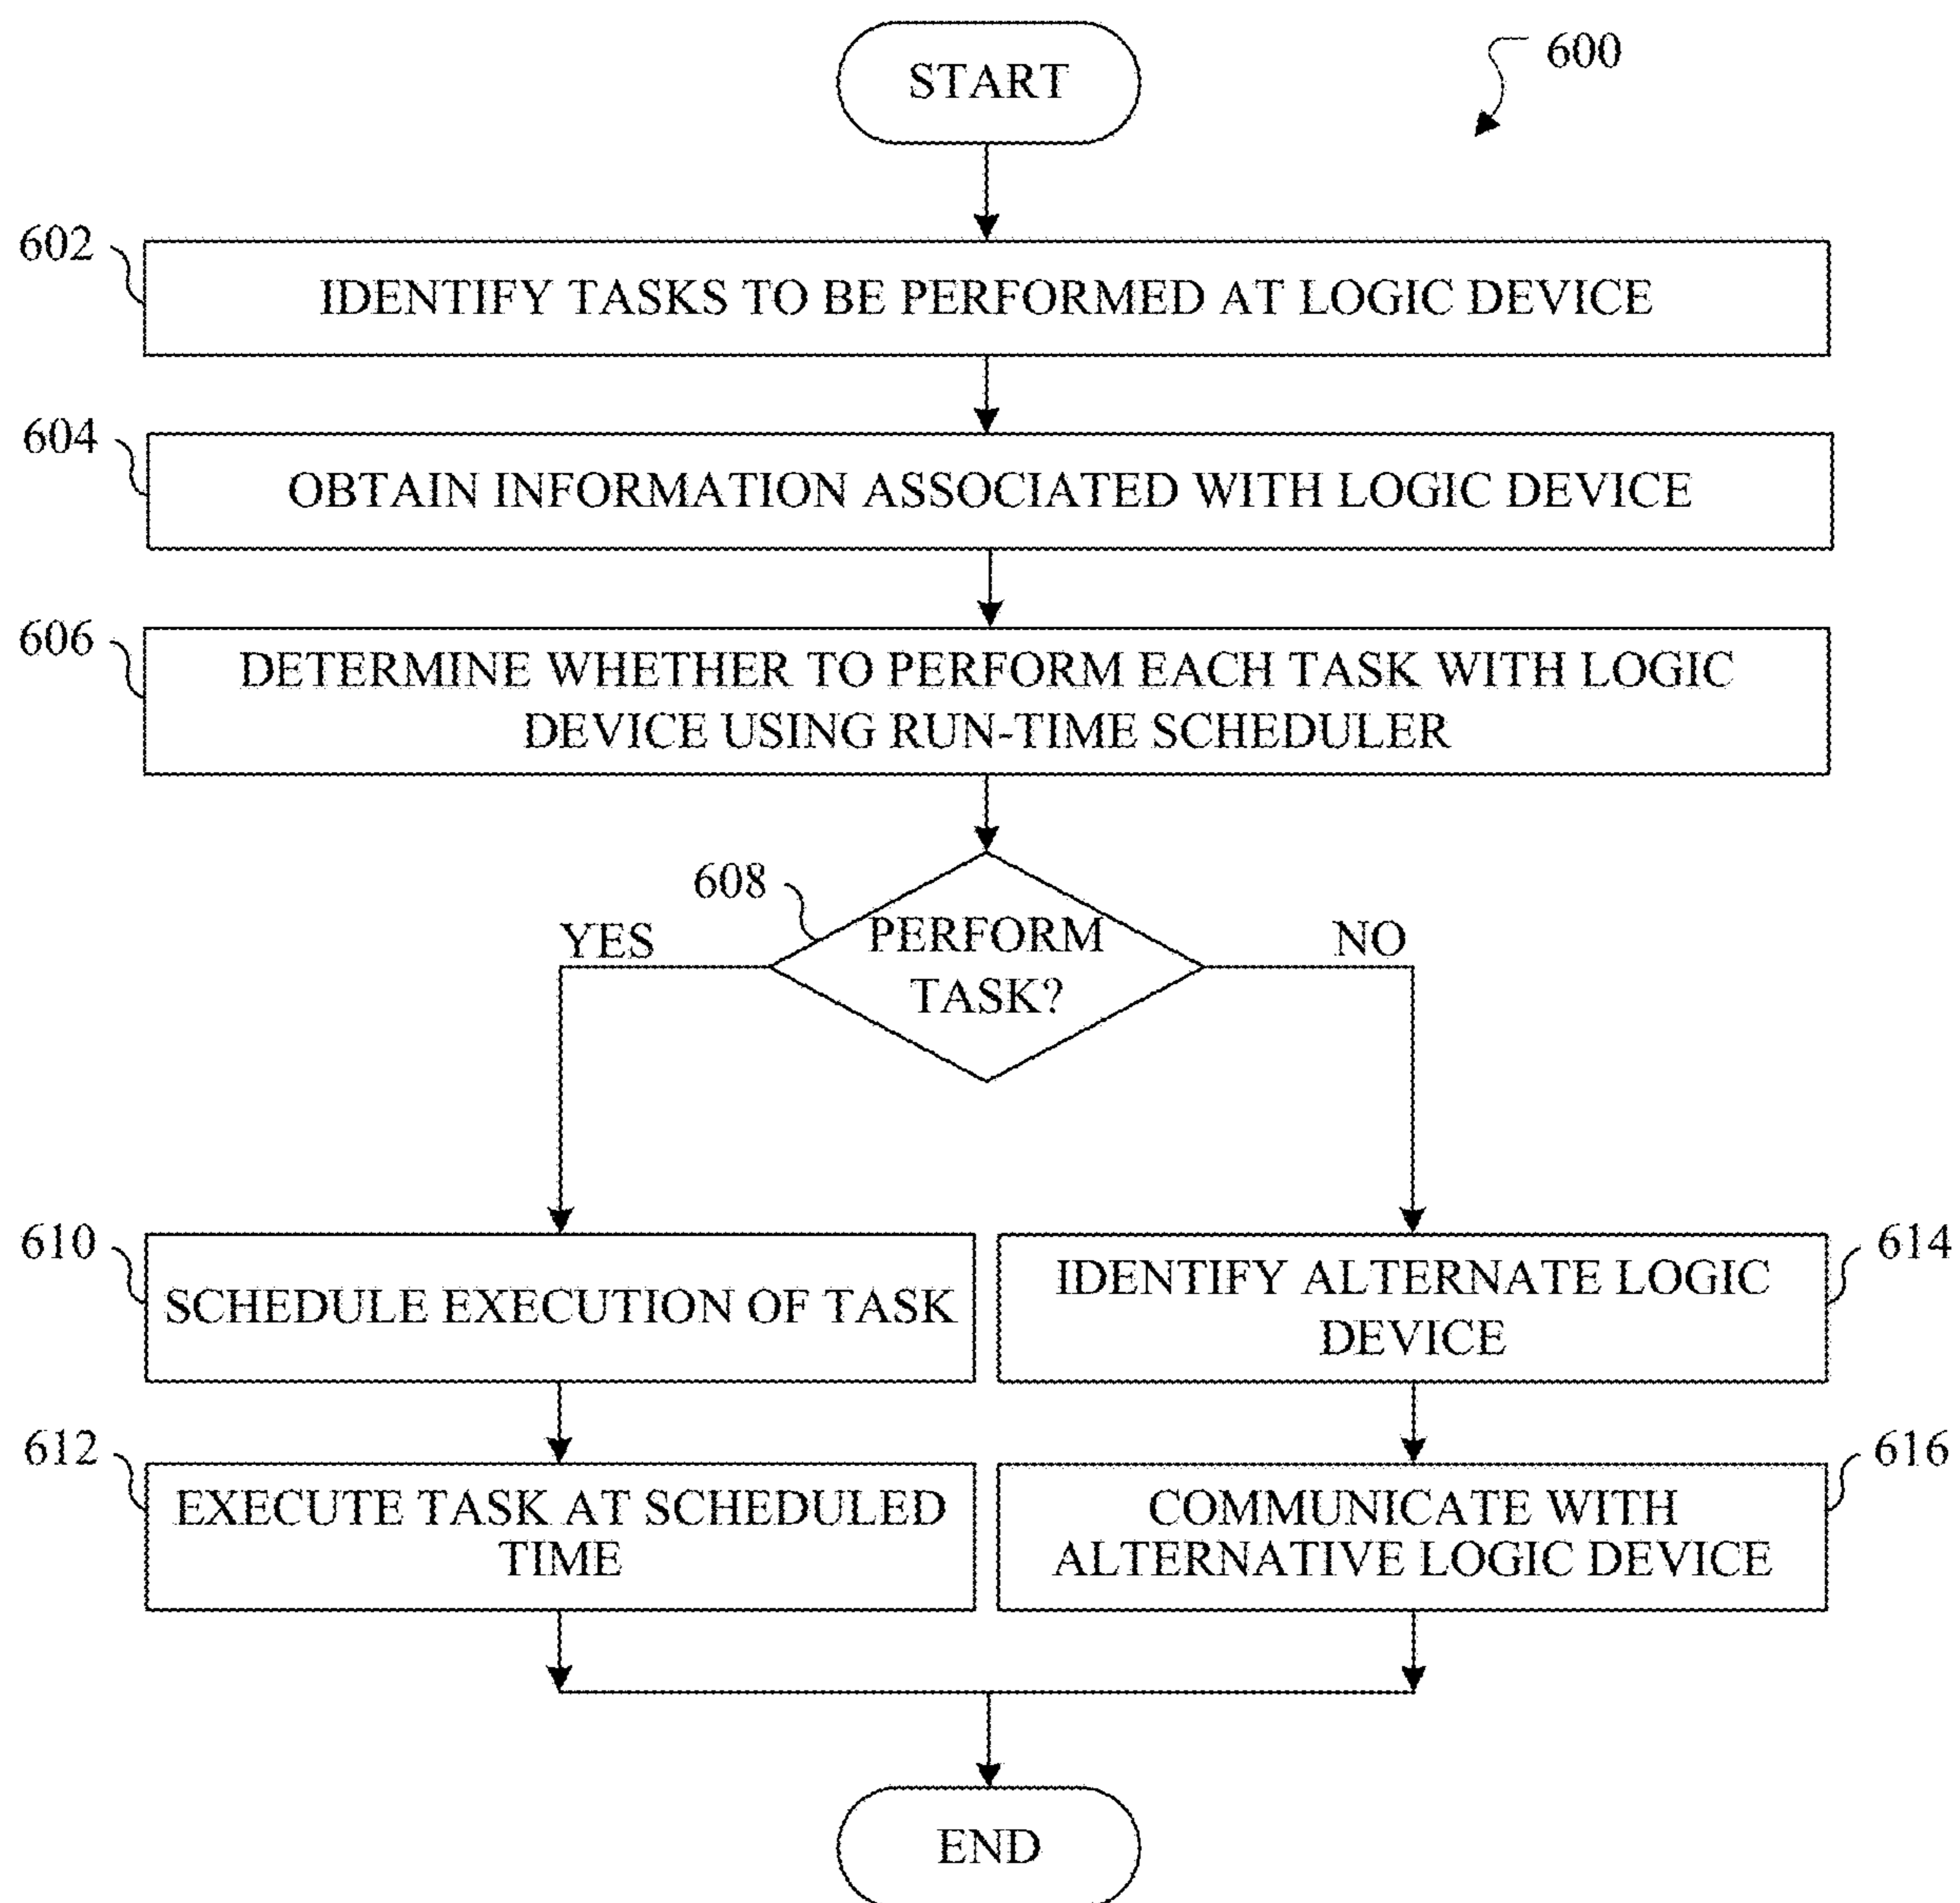 START
600
602
IDENTIFY TASKS TO BE PERFORMED AT LOGIC DEVICE
604
OBTAIN INFORMATION ASSOCIATED WITH LOGIC DEVICE
606
DETERMINE WHETHER TO PERFORM EACH TASK WITH LOGIC
DEVICE USING RUN-TIME SCHEDULER
608
PERFORM
TASK?
YES
NO
610
SCHEDULE EXECUTION OF TASK
IDENTIFY ALTERNATE LOGIC
DEVICE
614
612
EXECUTE TASK AT SCHEDULED
TIME
COMMUNICATE WITH
ALTERNATIVE LOGIC DEVICE
616
END